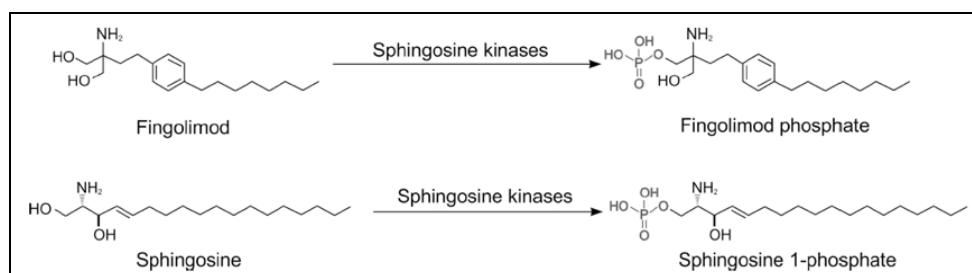 NH₂
HO
HO
Fingolimod
Sphingosine kinases
OH
NH₂
HO
P
O
O
HO
Fingolimod phosphate
NH₂
HO
OH
Sphingosine
Sphingosine kinases
OH
NH₂
HO
P
O
O
OH
Sphingosine 1-phosphate